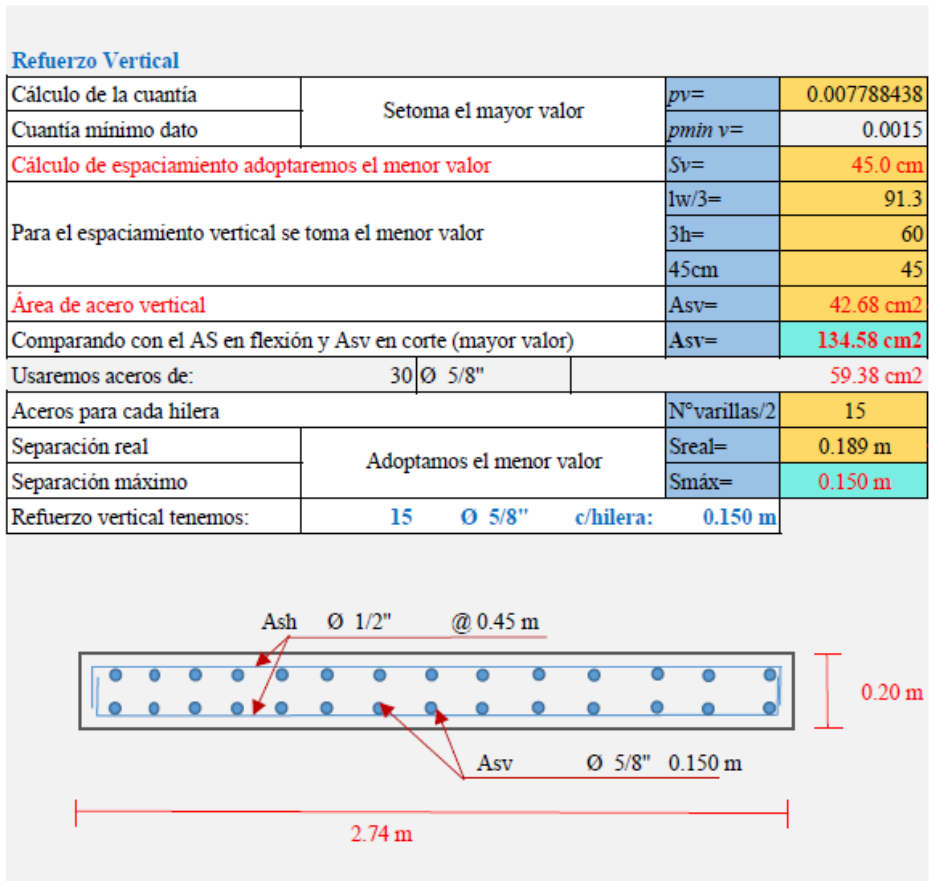 Refuerzo Vertical
Cálculo de la cuantía Setoma el mayor valor pv= 0.007788438
Cuantía mínimo dato pmin v= 0.0015
Cálculo de espaciamiento adoptaremos el menor valor Sv= 45.0 cm
lw/3= 91.3
Para el espaciamiento vertical se toma el menor valor 3h= 60
45cm 45
Área de acero vertical Asv= 42.68 cm2
Comparando con el AS en flexión y Asv en corte (mayor valor) Asv= 134.58 cm2
Usaremos aceros de: 30 Ø 5/8" 59.38 cm2
Aceros para cada hilera N°varillas/2 15
Separación real Adoptamos el menor valor Sreal= 0.189 m
Separación máximo Smáx= 0.150 m
Refuerzo vertical tenemos: 15 Ø 5/8" c/hilera: 0.150 m
Ash Ø 1/2" @ 0.45 m
0.20 m
Asv Ø 5/8" 0.150 m
2.74 m